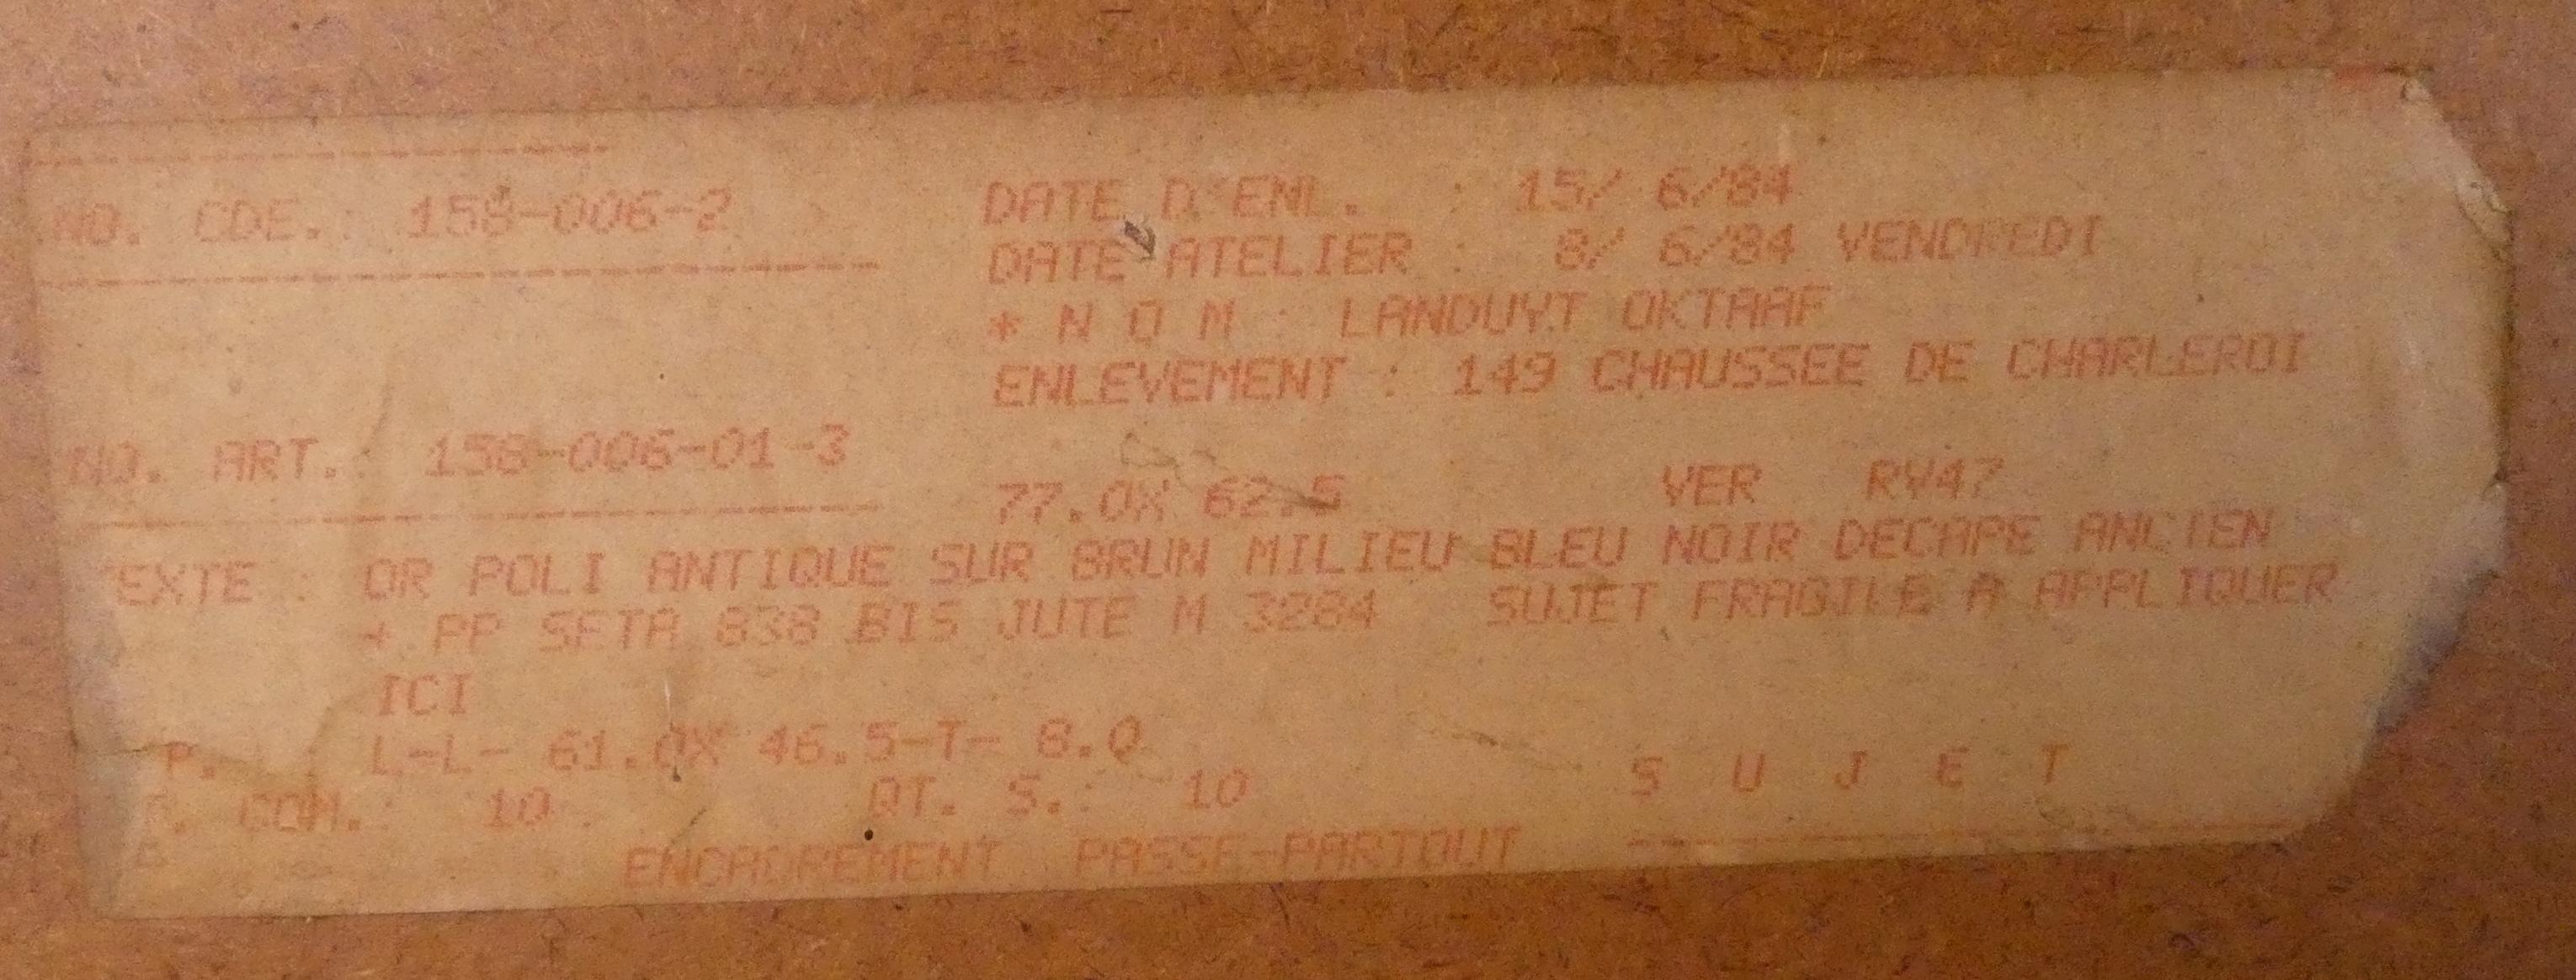 NO. CDE.: 158-006-2
DATE D'ENL. : 15/ 6/84
DATE ATELIER : 8/ 6/84 VENDREDI
* N O M : LANDUYT OKTAAF
ENLEVEMENT : 149 CHAUSSEE DE CHARLEROI
NO. ART.: 158-006-01-3
77.0X 62.5 VER RV47
EXTE : OR POLI ANTIQUE SUR BRUN MILIEU BLEU NOIR DECAPE ANCIEN
+ PP SETA 838 BIS JUTE M 3284 SUJET FRAGILE A APPLIQUER
ICI
P. : L-L- 61.0X 46.5-T- 8.0
COM.: 10 QT. S.: 10 S U J E T
ENCADREMENT PASSE-PARTOUT